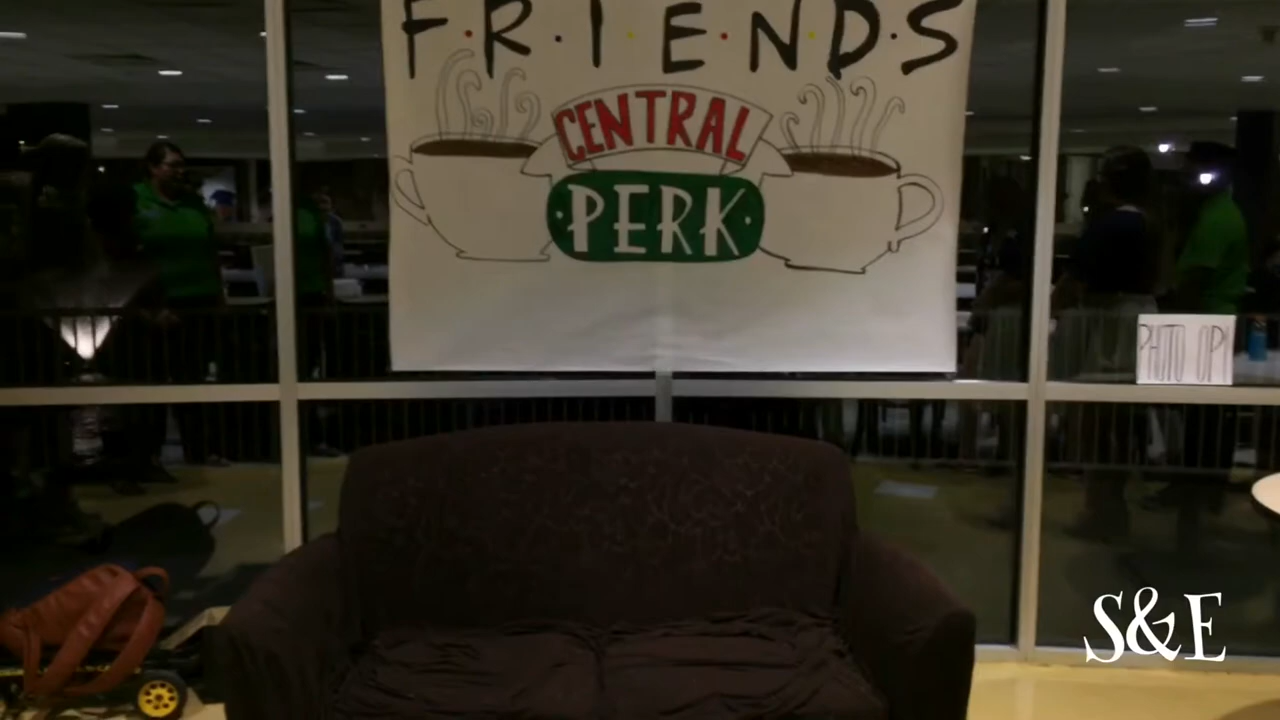 F·R·I·E·N·D·S
CENTRAL
·PERK·
PHOTO OP!
S&E